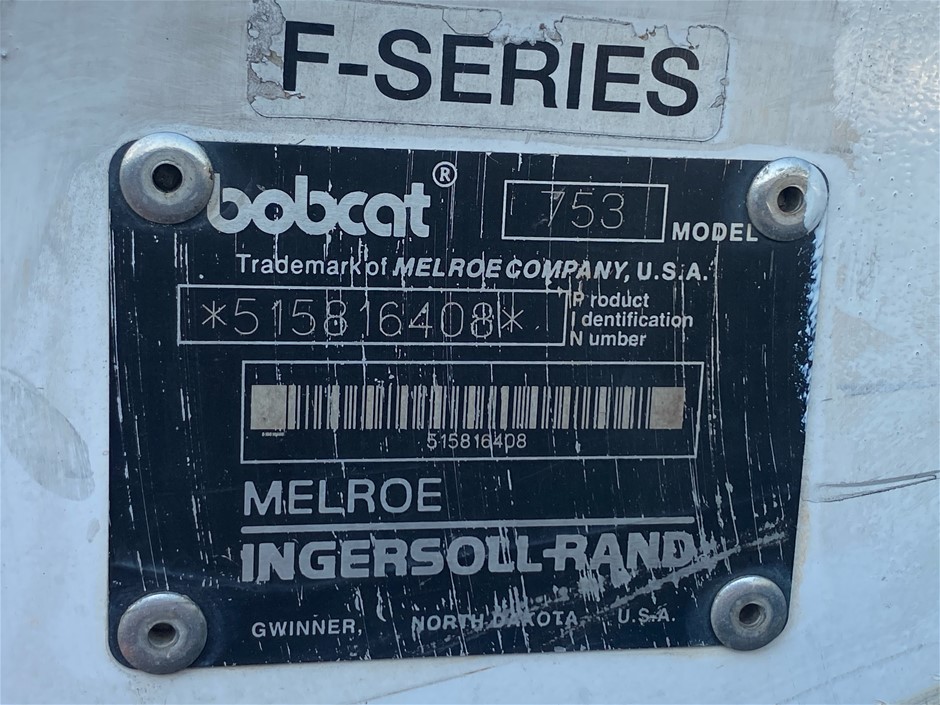 F-SERIES
bobcat® 753 MODEL
Trademark of MELROE COMPANY, U.S.A.
*515816408* Product
Identification
Number
515816408
MELROE
INGERSOLL-RAND
GWINNER, NORTH DAKOTA U.S.A.